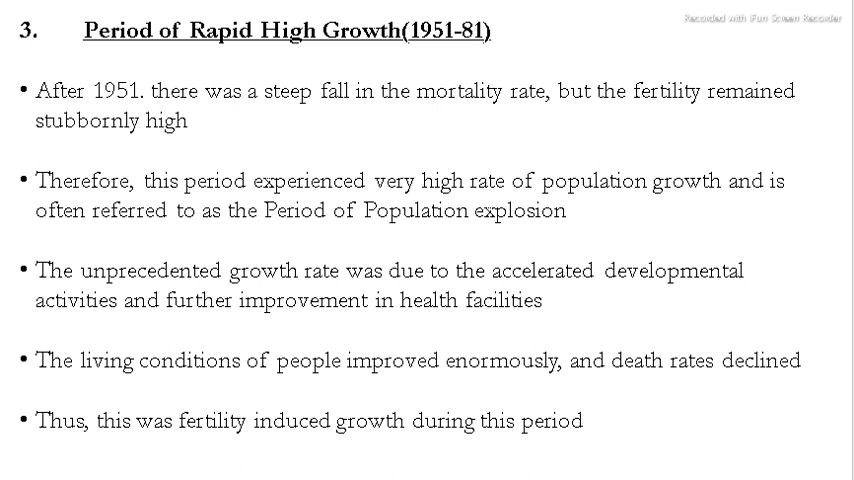 Recorded with iFun Screen Recorder
3. Period of Rapid High Growth(1951-81)
• After 1951. there was a steep fall in the mortality rate, but the fertility remained
stubbornly high
• Therefore, this period experienced very high rate of population growth and is
often referred to as the Period of Population explosion
• The unprecedented growth rate was due to the accelerated developmental
activities and further improvement in health facilities
• The living conditions of people improved enormously, and death rates declined
• Thus, this was fertility induced growth during this period